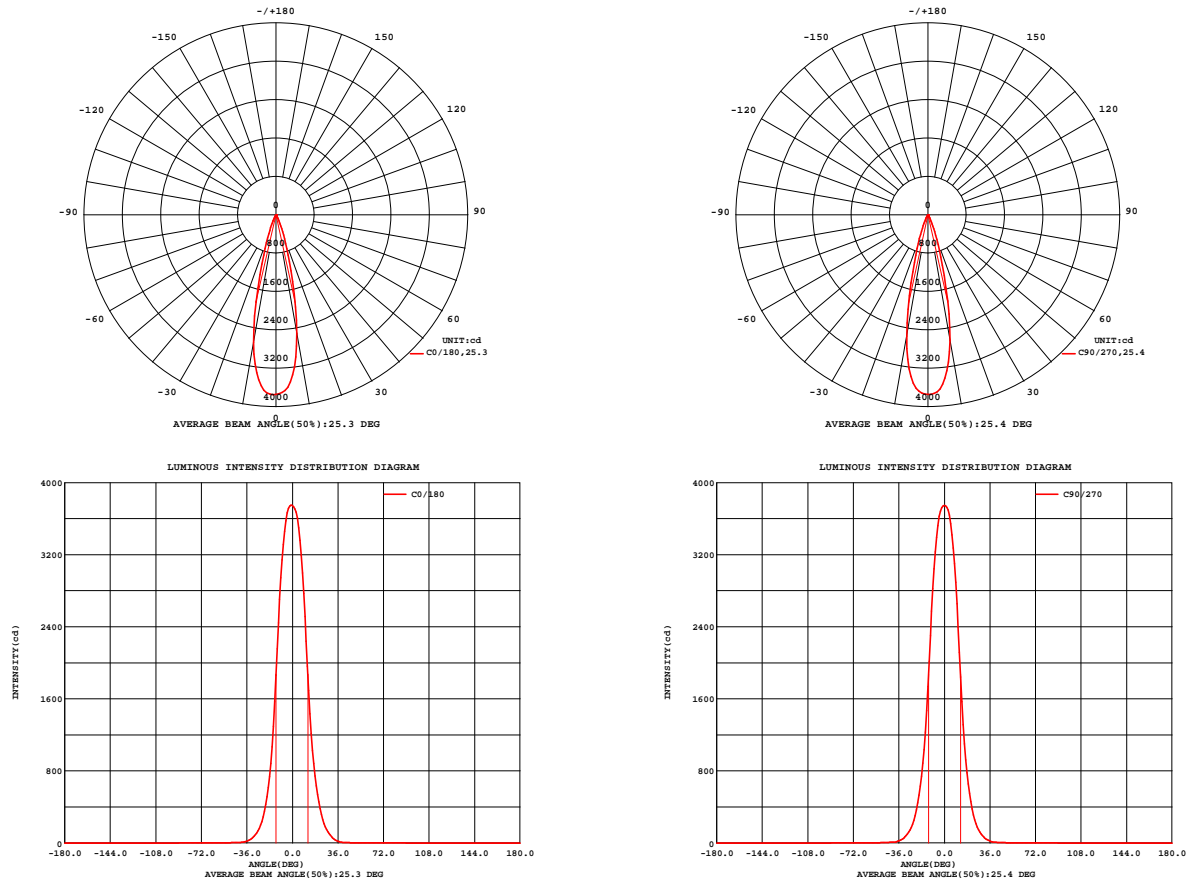 -/+180
-150 150
-120 120
-90 90
-60 60
-30 30
0
800
1600
2400
3200
4000
0
UNIT:cd
C0/180,25.3
AVERAGE BEAM ANGLE(50%):25.3 DEG
-/+180
-150 150
-120 120
-90 90
-60 60
-30 30
0
800
1600
2400
3200
4000
0
UNIT:cd
C90/270,25.4
AVERAGE BEAM ANGLE(50%):25.4 DEG
LUMINOUS INTENSITY DISTRIBUTION DIAGRAM
C0/180
INTENSITY(cd)
4000
3200
2400
1600
800
0
-180.0 -144.0 -108.0 -72.0 -36.0 0.0 36.0 72.0 108.0 144.0 180.0
ANGLE(DEG)
AVERAGE BEAM ANGLE(50%):25.3 DEG
LUMINOUS INTENSITY DISTRIBUTION DIAGRAM
C90/270
INTENSITY(cd)
4000
3200
2400
1600
800
0
-180.0 -144.0 -108.0 -72.0 -36.0 0.0 36.0 72.0 108.0 144.0 180.0
ANGLE(DEG)
AVERAGE BEAM ANGLE(50%):25.4 DEG